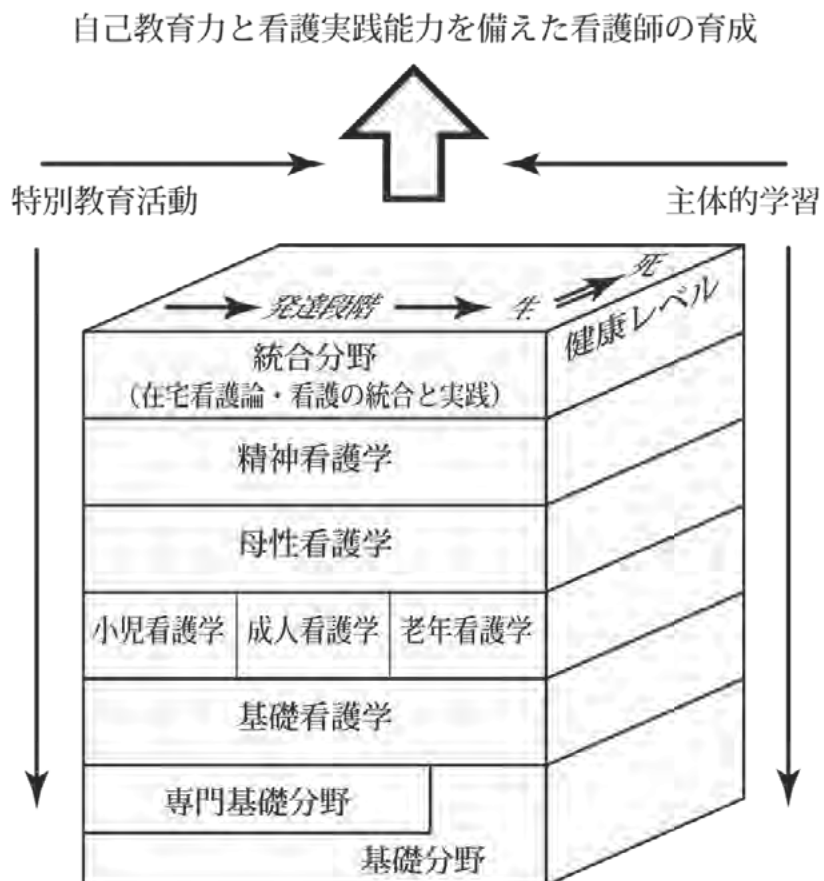 自己教育力と看護実践能力を備えた看護師の育成
特別教育活動
主体的学習
発達段階
生
死
健康レベル
統合分野
（在宅看護論・看護の統合と実践）
精神看護学
母性看護学
小児看護学
成人看護学
老年看護学
基礎看護学
専門基礎分野
基礎分野